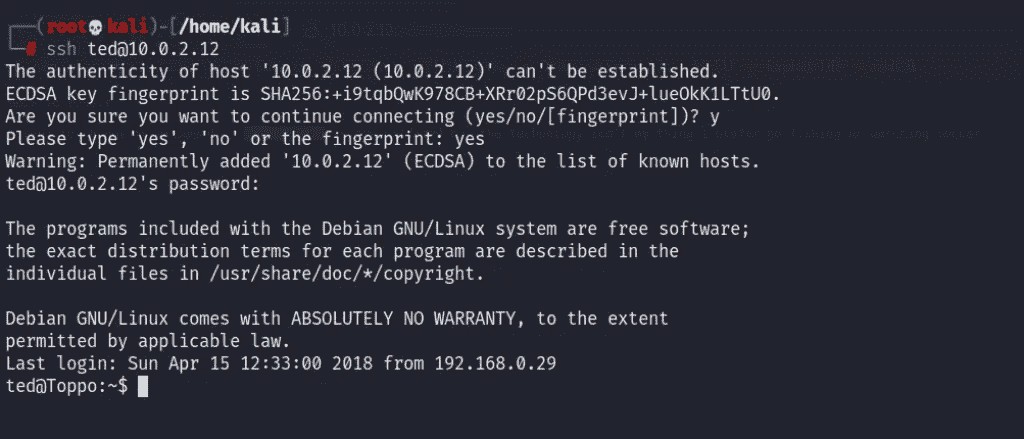 (root💀kali)-[/home/kali]
# ssh ted@10.0.2.12
The authenticity of host '10.0.2.12 (10.0.2.12)' can't be established.
ECDSA key fingerprint is SHA256:+i9tqbQwK978CB+XRr02pS6QPd3evJ+lueOkK1LTtU0.
Are you sure you want to continue connecting (yes/no/[fingerprint])? y
Please type 'yes', 'no' or the fingerprint: yes
Warning: Permanently added '10.0.2.12' (ECDSA) to the list of known hosts.
ted@10.0.2.12's password:
The programs included with the Debian GNU/Linux system are free software;
the exact distribution terms for each program are described in the
individual files in /usr/share/doc/*/copyright.
Debian GNU/Linux comes with ABSOLUTELY NO WARRANTY, to the extent
permitted by applicable law.
Last login: Sun Apr 15 12:33:00 2018 from 192.168.0.29
ted@Toppo:~$